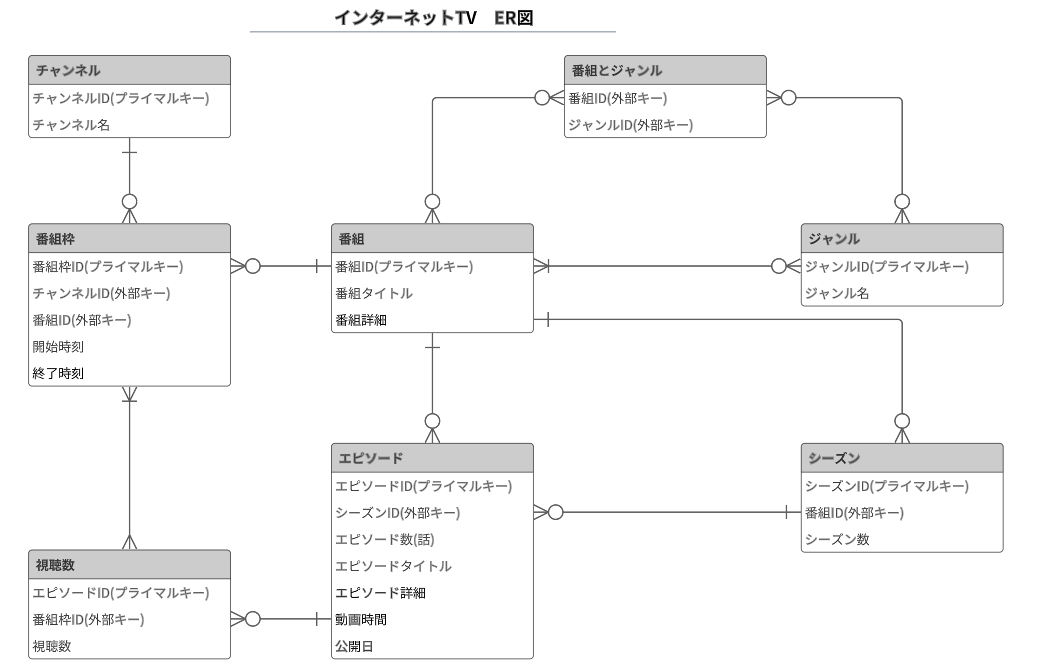 インターネットTV　ER図
チャンネル
チャンネルID(プライマルキー)
チャンネル名
番組とジャンル
番組ID(外部キー)
ジャンルID(外部キー)
番組枠
番組枠ID(プライマルキー)
チャンネルID(外部キー)
番組ID(外部キー)
開始時刻
終了時刻
番組
番組ID(プライマルキー)
番組タイトル
番組詳細
ジャンル
ジャンルID(プライマルキー)
ジャンル名
エピソード
エピソードID(プライマルキー)
シーズンID(外部キー)
エピソード数(話)
エピソードタイトル
エピソード詳細
動画時間
公開日
シーズン
シーズンID(プライマルキー)
番組ID(外部キー)
シーズン数
視聴数
エピソードID(プライマルキー)
番組枠ID(外部キー)
視聴数